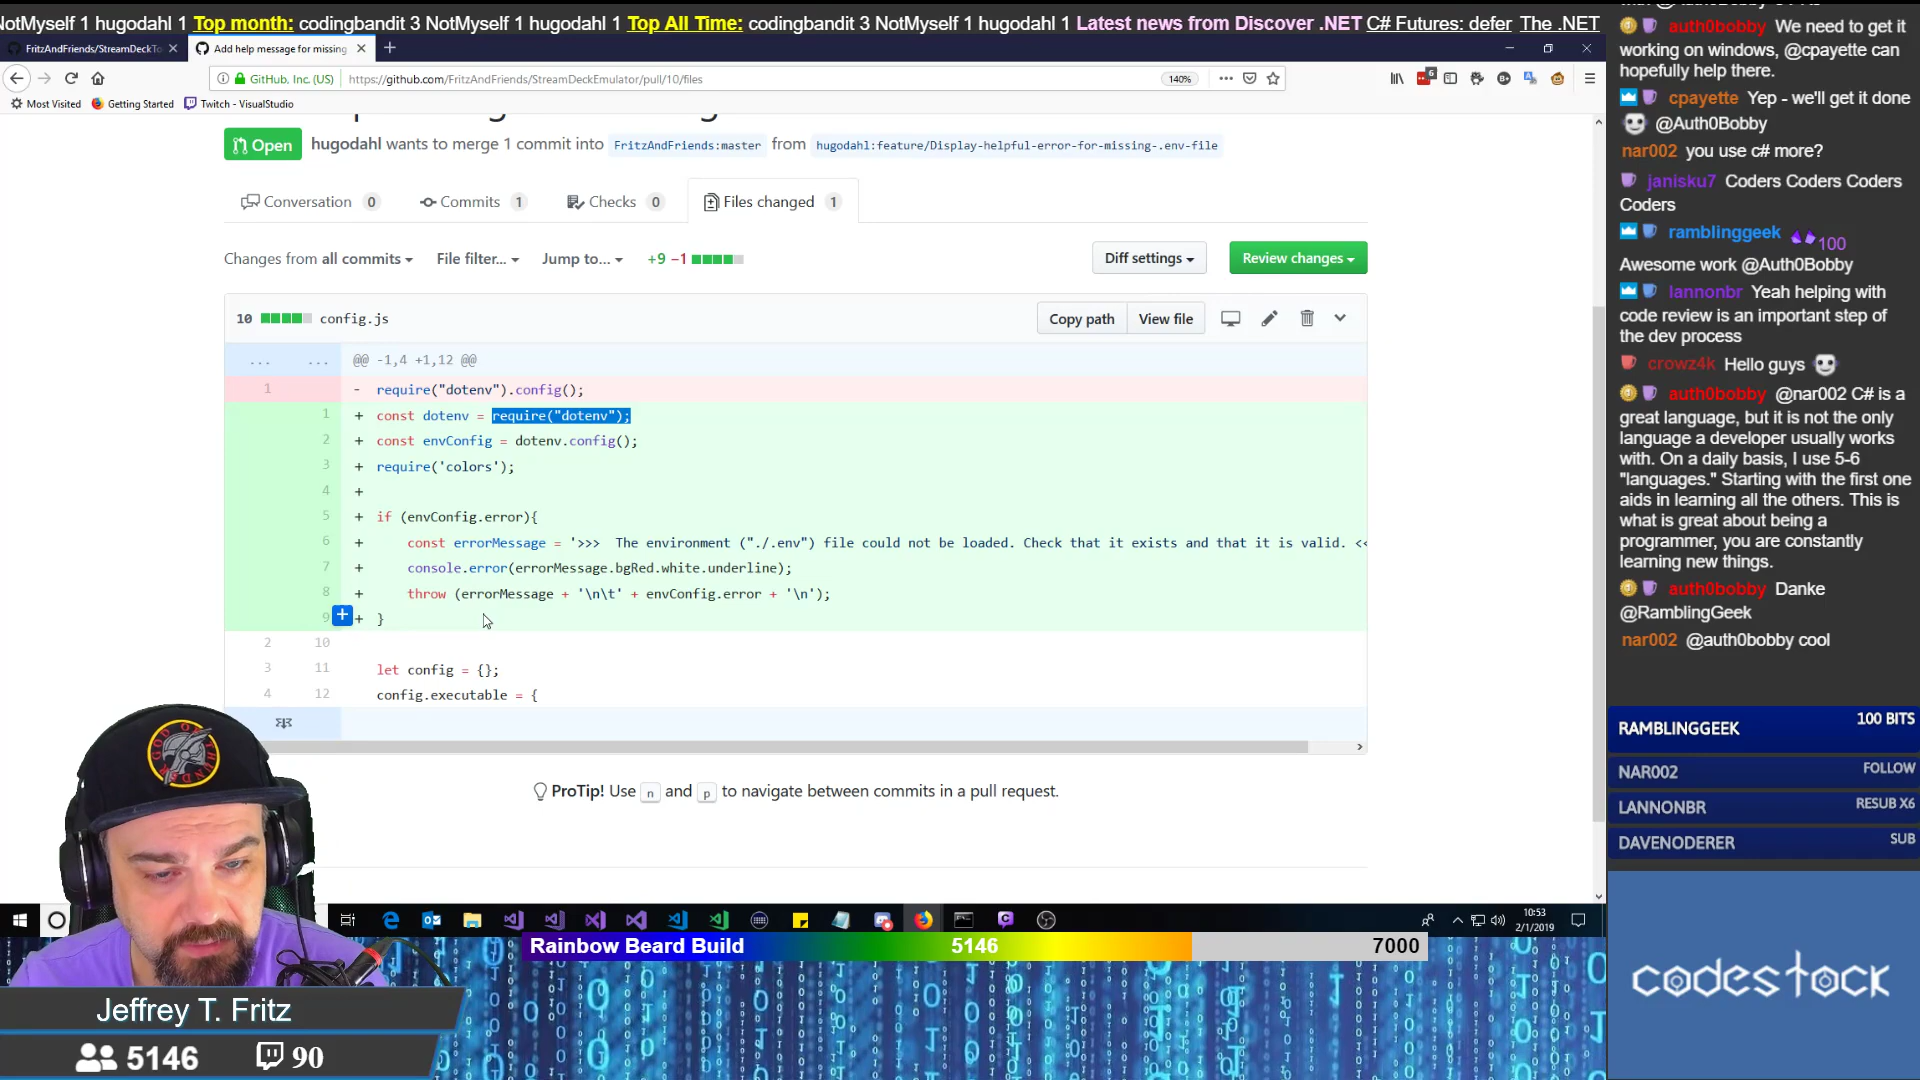 NotMyself 1 hugodahl 1 Top month: codingbandit 3 NotMyself 1 hugodahl 1 Top All Time: codingbandit 3 NotMyself 1 hugodahl 1 Latest news from Discover .NET C# Futures: defer The .NET
FritzAndFriends/StreamDeckTo
Add help message for missing
GitHub, Inc. (US)
https://github.com/FritzAndFriends/StreamDeckEmulator/pull/10/files
140%
6
Most Visited
Getting Started
Twitch - VisualStudio
Open
hugodahl wants to merge 1 commit into FritzAndFriends:master from hugodahl:feature/Display-helpful-error-for-missing-.env-file
Conversation 0
Commits 1
Checks 0
Files changed 1
Changes from all commits
File filter...
Jump to...
+9 −1
Diff settings
Review changes
10 config.js
Copy path
View file
... ... @@ -1,4 +1,12 @@
1 - require("dotenv").config();
1 + const dotenv = require("dotenv");
2 + const envConfig = dotenv.config();
3 + require('colors');
4 +
5 + if (envConfig.error){
6 + const errorMessage = '>>> The environment ("./.env") file could not be loaded. Check that it exists and that it is valid. <<
7 + console.error(errorMessage.bgRed.white.underline);
8 + throw (errorMessage + '\n\t' + envConfig.error + '\n');
9 + }
2 10
3 11 let config = {};
4 12 config.executable = {
ProTip! Use n and p to navigate between commits in a pull request.
10:53
2/1/2019
Rainbow Beard Build
5146
7000
Jeffrey T. Fritz
5146
90
GOD OF THUNDER
auth0bobby We need to get it
working on windows, @cpayette can
hopefully help there.
cpayette Yep - we'll get it done
@Auth0Bobby
nar002 you use c# more?
janisku7 Coders Coders Coders
Coders
ramblinggeek 100
Awesome work @Auth0Bobby
lannonbr Yeah helping with
code review is an important step of
the dev process
crowz4k Hello guys
auth0bobby @nar002 C# is a
great language, but it is not the only
language a developer usually works
with. On a daily basis, I use 5-6
"languages." Starting with the first one
aids in learning all the others. This is
what is great about being a
programmer, you are constantly
learning new things.
auth0bobby Danke
@RamblingGeek
nar002 @auth0bobby cool
RAMBLINGGEEK 100 BITS
NAR002 FOLLOW
LANNONBR RESUB X6
DAVENODERER SUB
codestock